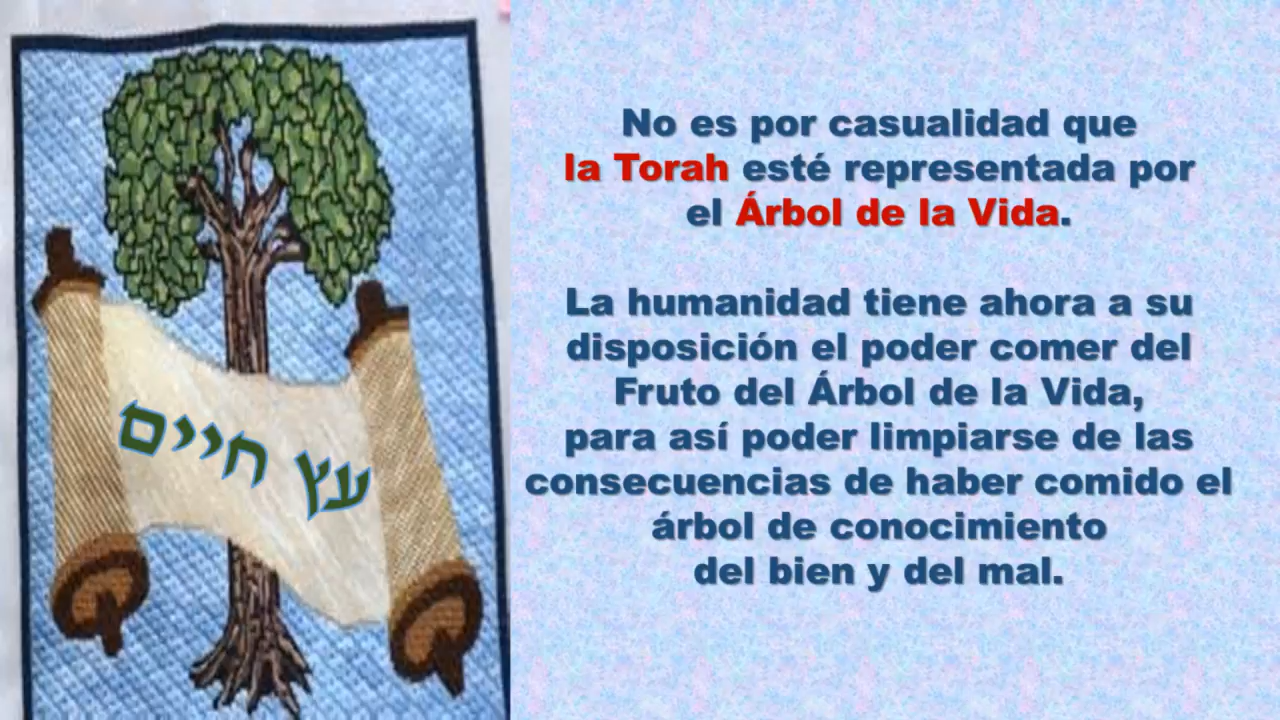 עץ חיים
No es por casualidad que
la Torah esté representada por
el Árbol de la Vida.
La humanidad tiene ahora a su
disposición el poder comer del
Fruto del Árbol de la Vida,
para así poder limpiarse de las
consecuencias de haber comido el
árbol de conocimiento
del bien y del mal.